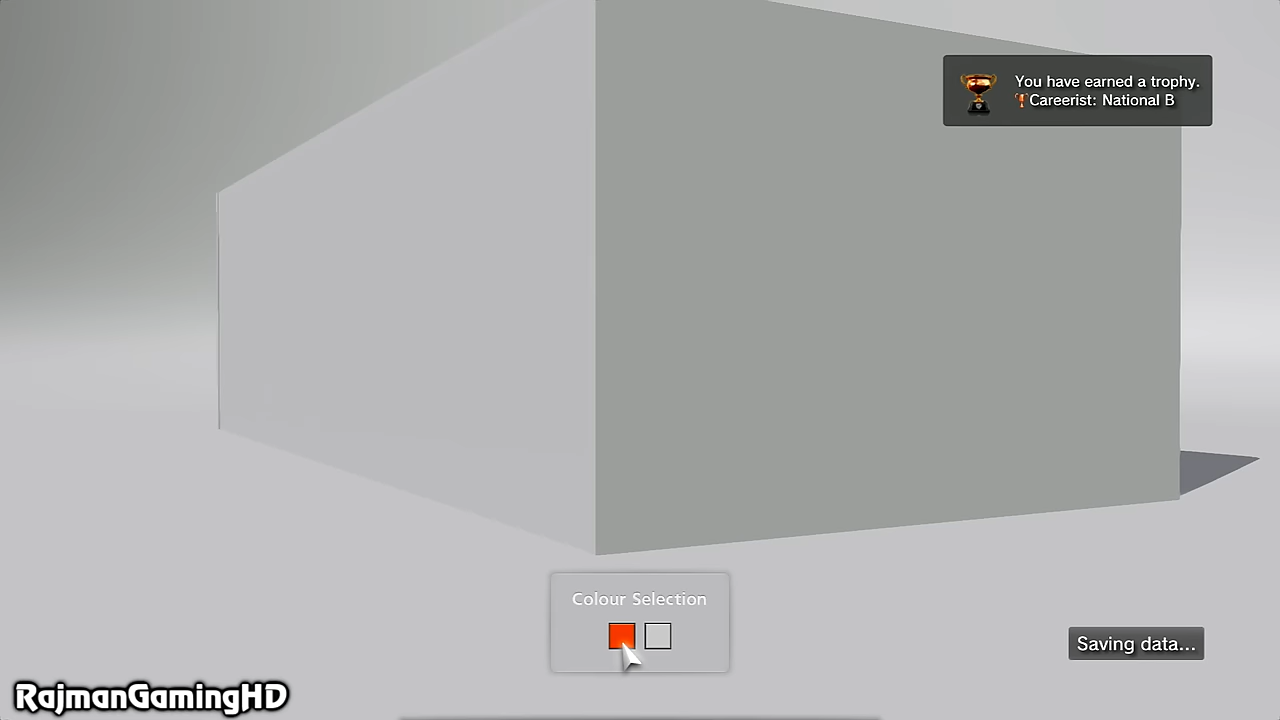 You have earned a trophy.
Careerist: National B
Colour Selection
Saving data...
RajmanGamingHD